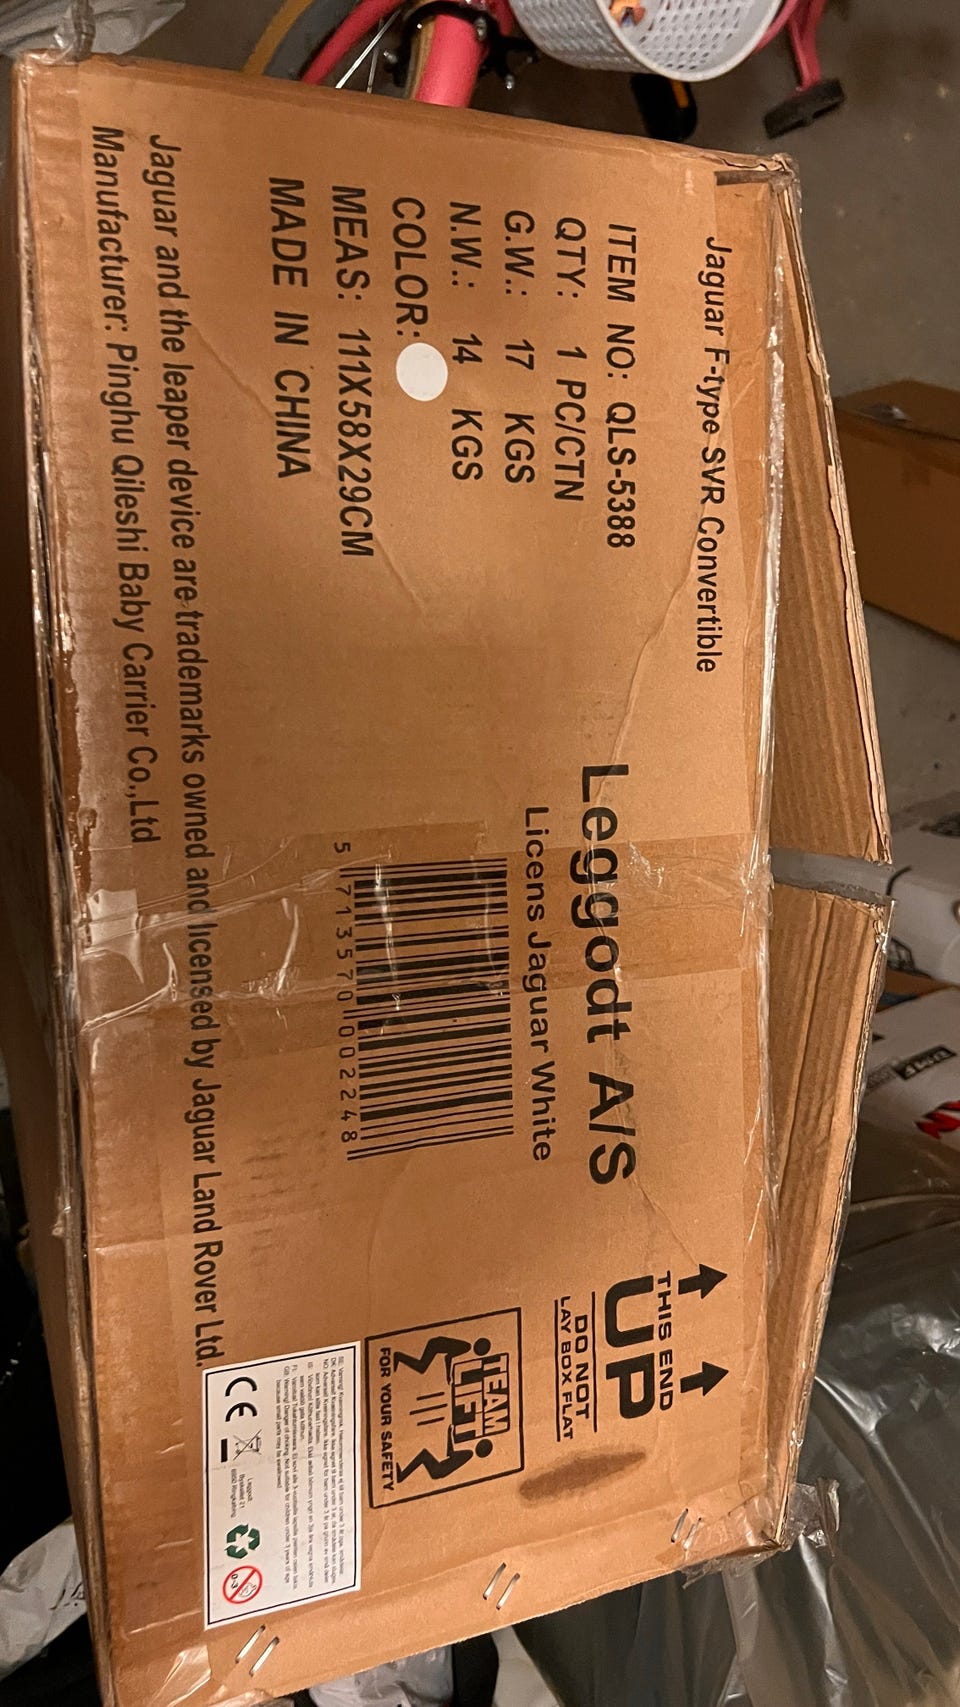 Jaguar F-type SVR Convertible
ITEM NO: QLS-5388
QTY: 1 PC/CTN
G.W.: 17 KGS
N.W.: 14 KGS
COLOR:
MEAS: 111X58X29CM
MADE IN CHINA
Jaguar and the leaper device are trademarks owned and licensed by Jaguar Land Rover Ltd.
Manufacturer: Pinghu Qileshi Baby Carrier Co.,Ltd
Leggodt A/S
Licens Jaguar White
5 713570 002248
THIS END
UP
DO NOT
LAY BOX FLAT
TEAM
LIFT
FOR YOUR SAFETY
CE
0-3